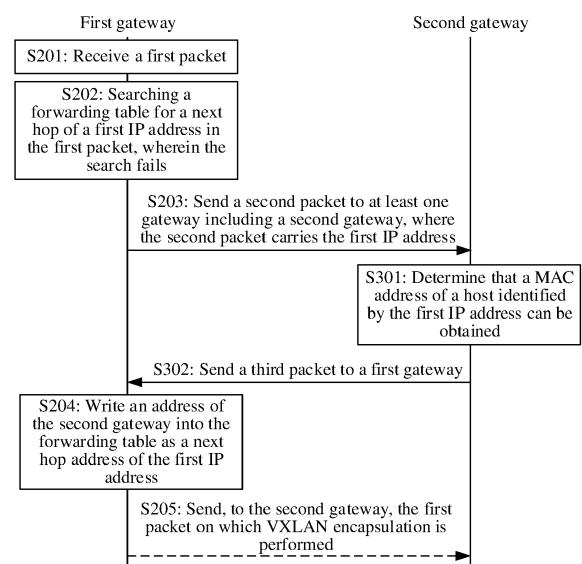 First gateway
Second gateway
S201: Receive a first packet
S202: Searching a
forwarding table for a next
hop of a first IP address in
the first packet, wherein the
search fails
S203: Send a second packet to at least one
gateway including a second gateway, where
the second packet carries the first IP address
S301: Determine that a MAC
address of a host identified
by the first IP address can be
obtained
S302: Send a third packet to a first gateway
S204: Write an address of
the second gateway into the
forwarding table as a next
hop address of the first IP
address
S205: Send, to the second gateway, the first
packet on which VXLAN encapsulation is
performed